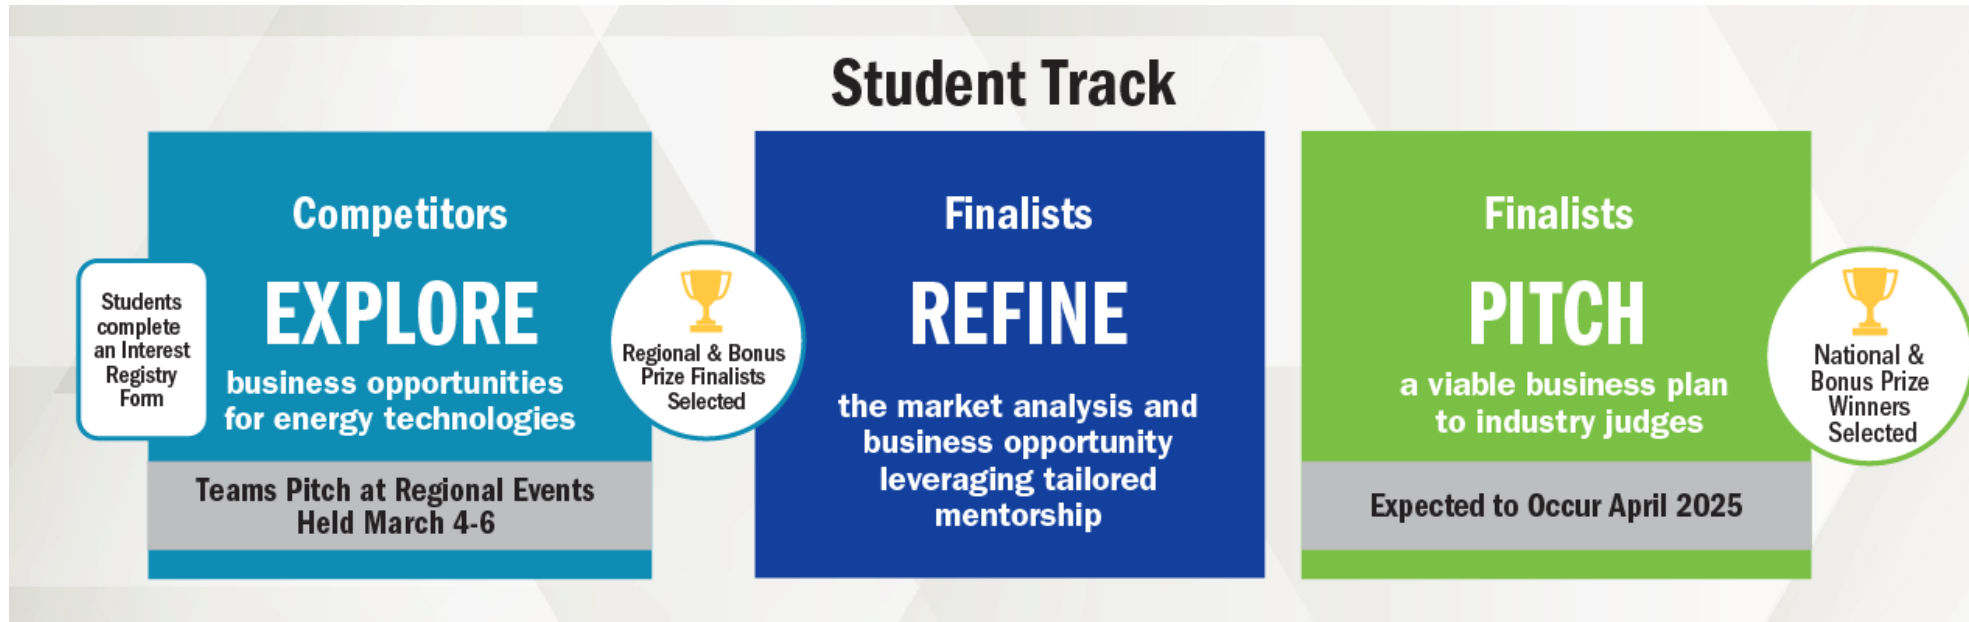 Student Track
Students
complete
an Interest
Registry
Form
Competitors
EXPLORE
business opportunities
for energy technologies
Teams Pitch at Regional Events
Held March 4-6
Regional & Bonus
Prize Finalists
Selected
Finalists
REFINE
the market analysis and
business opportunity
leveraging tailored
mentorship
Finalists
PITCH
a viable business plan
to industry judges
Expected to Occur April 2025
National &
Bonus Prize
Winners
Selected